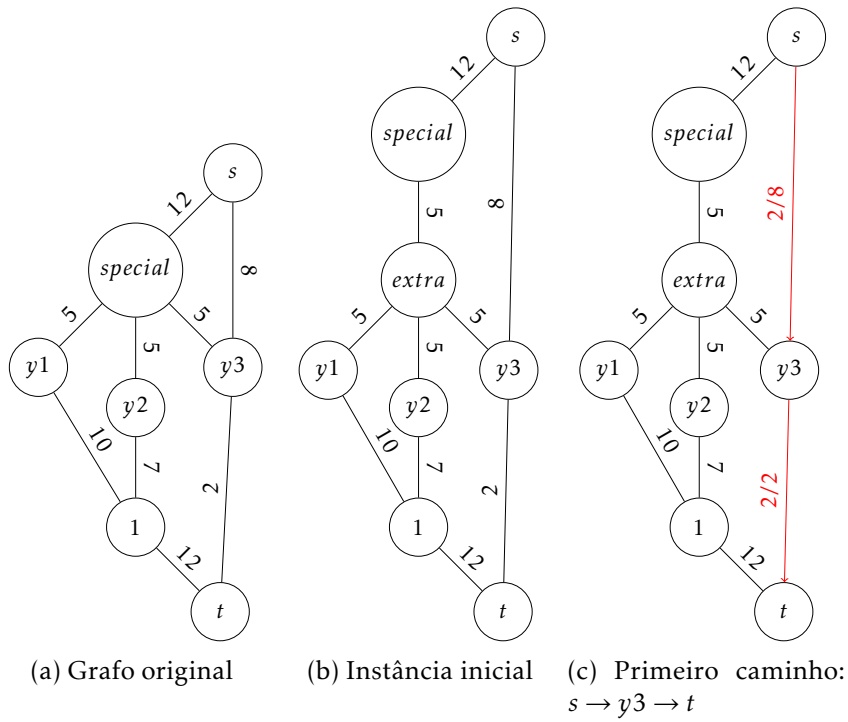 s
12
special
8
5
5
5
y1
y3
y2
10
7
2
1
12
t
(a) Grafo original
s
12
special
8
5
extra
5
5
5
y1
y3
y2
10
7
2
1
12
t
(b) Instância inicial
s
12
special
2/8
5
extra
5
5
5
y1
y3
y2
10
7
2/2
1
12
t
(c) Primeiro caminho:
s → y3 → t